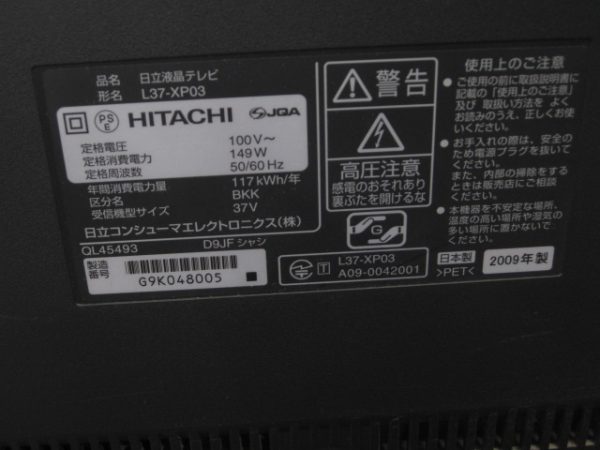 品名 日立液晶テレビ
形名 L37-XP03
PS
E
HITACHI
JQA
定格電圧 100V～
定格消費電力 149W
定格周波数 50/60 Hz
年間消費電力量 117kWh/年
区分名 BKK
受信機型サイズ 37V
日立コンシューマエレクトロニクス(株)
QL45493 D9JF シャシ
製造
番号
G9K048005
警告
高圧注意
感電のおそれあり
裏ぶたを開けるな
G
T
L37-XP03
A09-0042001
使用上のご注意
●ご使用の前に取扱説明書に
記載の「使用上のご注意」
及び 取扱い方法を よく
お読みのうえ、正しくお使
いください。
●お手入れの際は、安全の
ため電源プラグを抜いて
ください。
また、内部の掃除をする
ときは販売店にご相談
ください。
●本機を不安定な場所、
温度の高い場所や湿気の
多い場所に置かないで
ください。
日本製
>PET<
2009年製